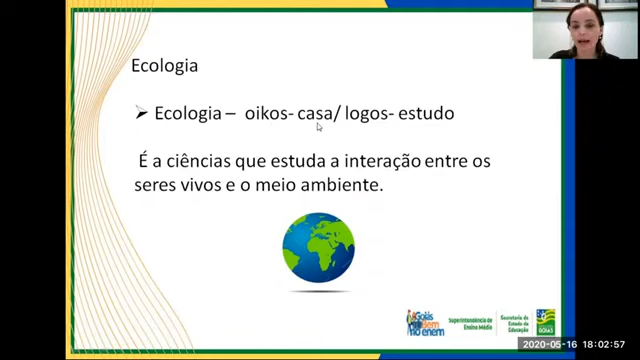 Ecologia
➢ Ecologia – oikos- casa/ logos- estudo
É a ciências que estuda a interação entre os
seres vivos e o meio ambiente.
Goiás
Bem
no enem
Superintendência de
Ensino Médio
Secretaria de
Estado da
Educação
GOIÁS
2020-05-16 18:02:57